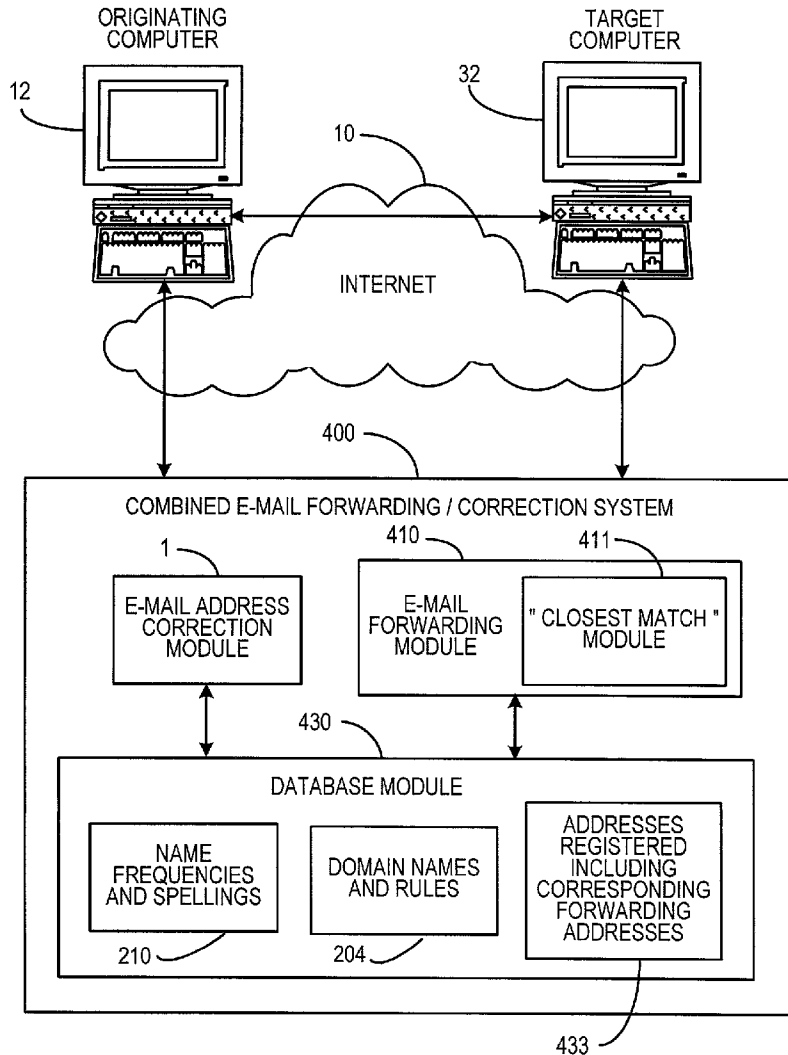 ORIGINATING
COMPUTER
TARGET
COMPUTER
12
32
10
INTERNET
400
COMBINED E-MAIL FORWARDING / CORRECTION SYSTEM
1
410
411
E-MAIL ADDRESS
CORRECTION
MODULE
E-MAIL
FORWARDING
MODULE
" CLOSEST MATCH "
MODULE
430
DATABASE MODULE
NAME
FREQUENCIES
AND SPELLINGS
DOMAIN NAMES
AND RULES
ADDRESSES
REGISTERED
INCLUDING
CORRESPONDING
FORWARDING
ADDRESSES
210
204
433